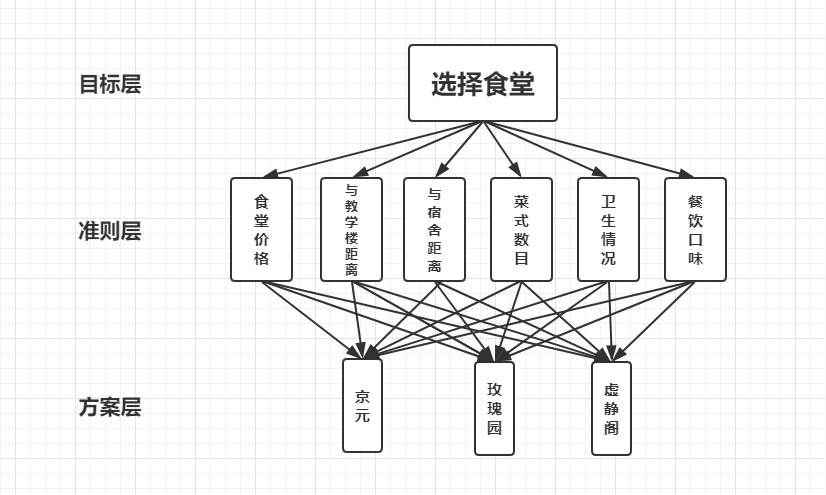 目标层
选择食堂
准则层
食堂价格
与教学楼距离
与宿舍距离
菜式数目
卫生情况
餐饮口味
方案层
京元
玫瑰园
虚静阁